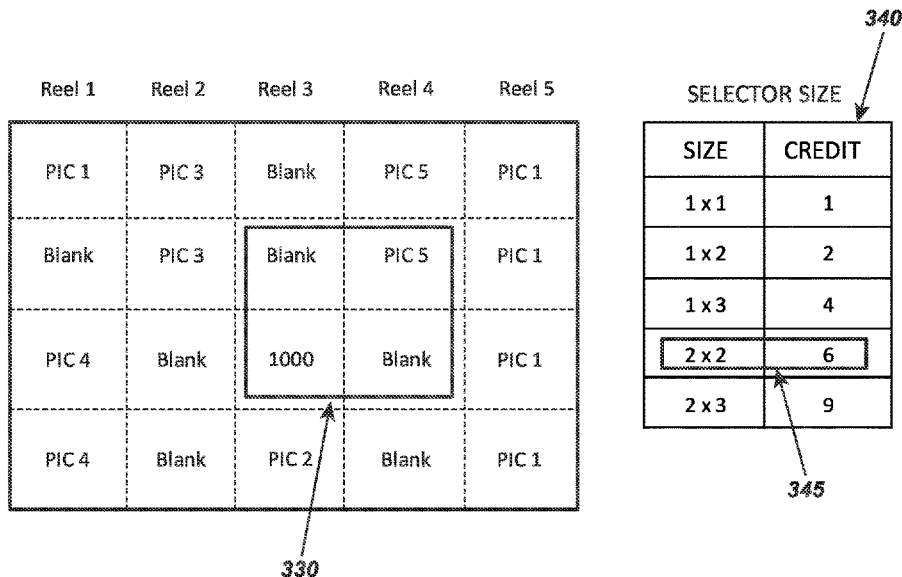 340
Reel 1 Reel 2 Reel 3 Reel 4 Reel 5
SELECTOR SIZE
PIC 1 PIC 3 Blank PIC 5 PIC 1
Blank PIC 3 Blank PIC 5 PIC 1
PIC 4 Blank 1000 Blank PIC 1
PIC 4 Blank PIC 2 Blank PIC 1
SIZE CREDIT
1 x 1 1
1 x 2 2
1 x 3 4
2 x 2 6
2 x 3 9
345
330